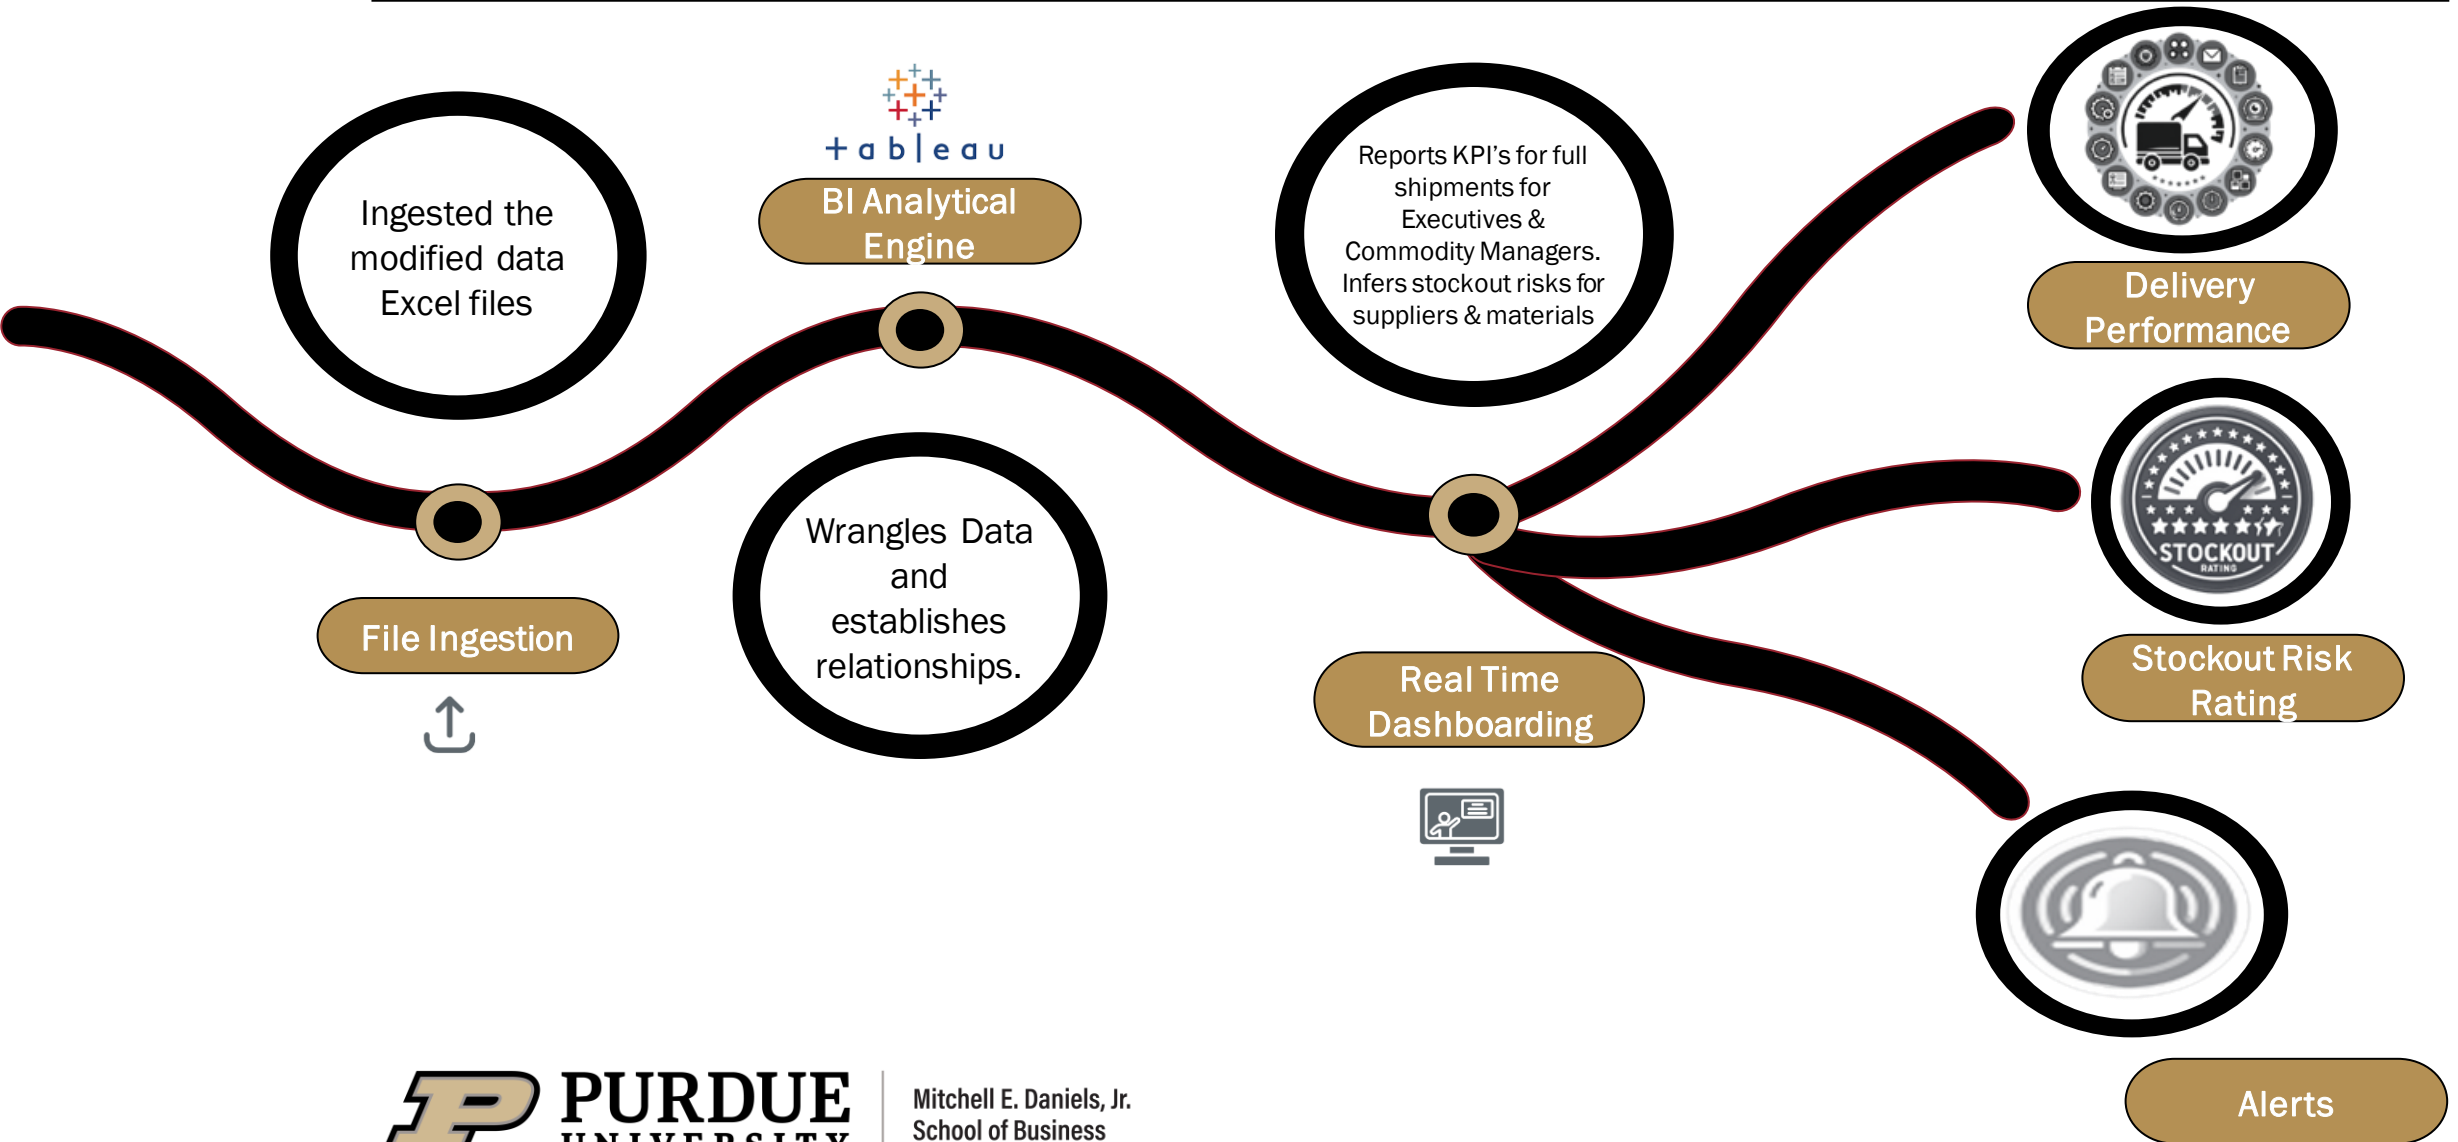 Ingested the
modified data
Excel files
File Ingestion
+ableau
BI Analytical
Engine
Wrangles Data
and
establishes
relationships.
Reports KPI's for full
shipments for
Executives &
Commodity Managers.
Infers stockout risks for
suppliers & materials
Real Time
Dashboarding
Delivery
Performance
STOCKOUT
RATING
Stockout Risk
Rating
Alerts
PURDUE
UNIVERSITY
Mitchell E. Daniels, Jr.
School of Business